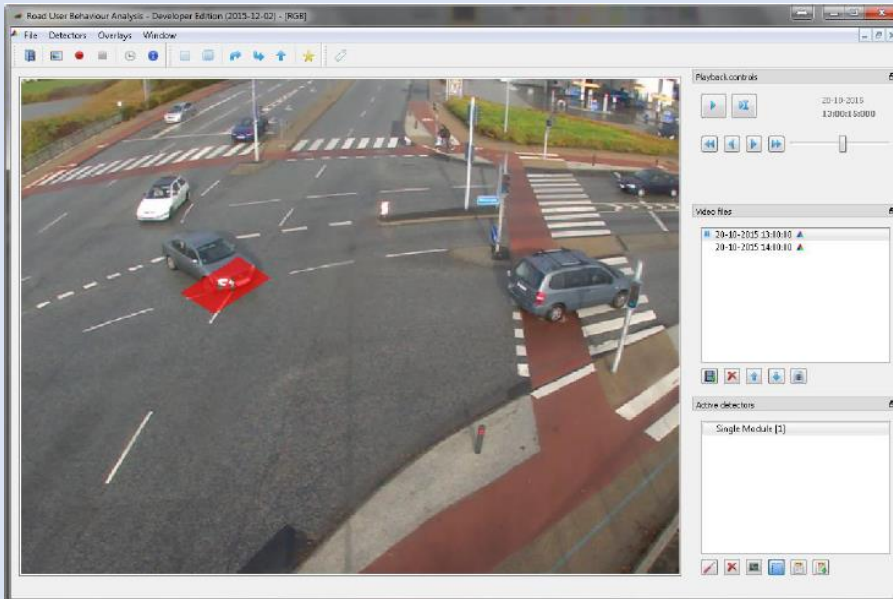 Road User Behaviour Analysis - Developer Edition (2015-12-02) - [RGB]
File Detectors Overlays Window
Playback controls
20-10-2015
13:00:15:000
Video files
20-10-2015 13:00:00
20-10-2015 14:00:00
Active detectors
Single Module [1]